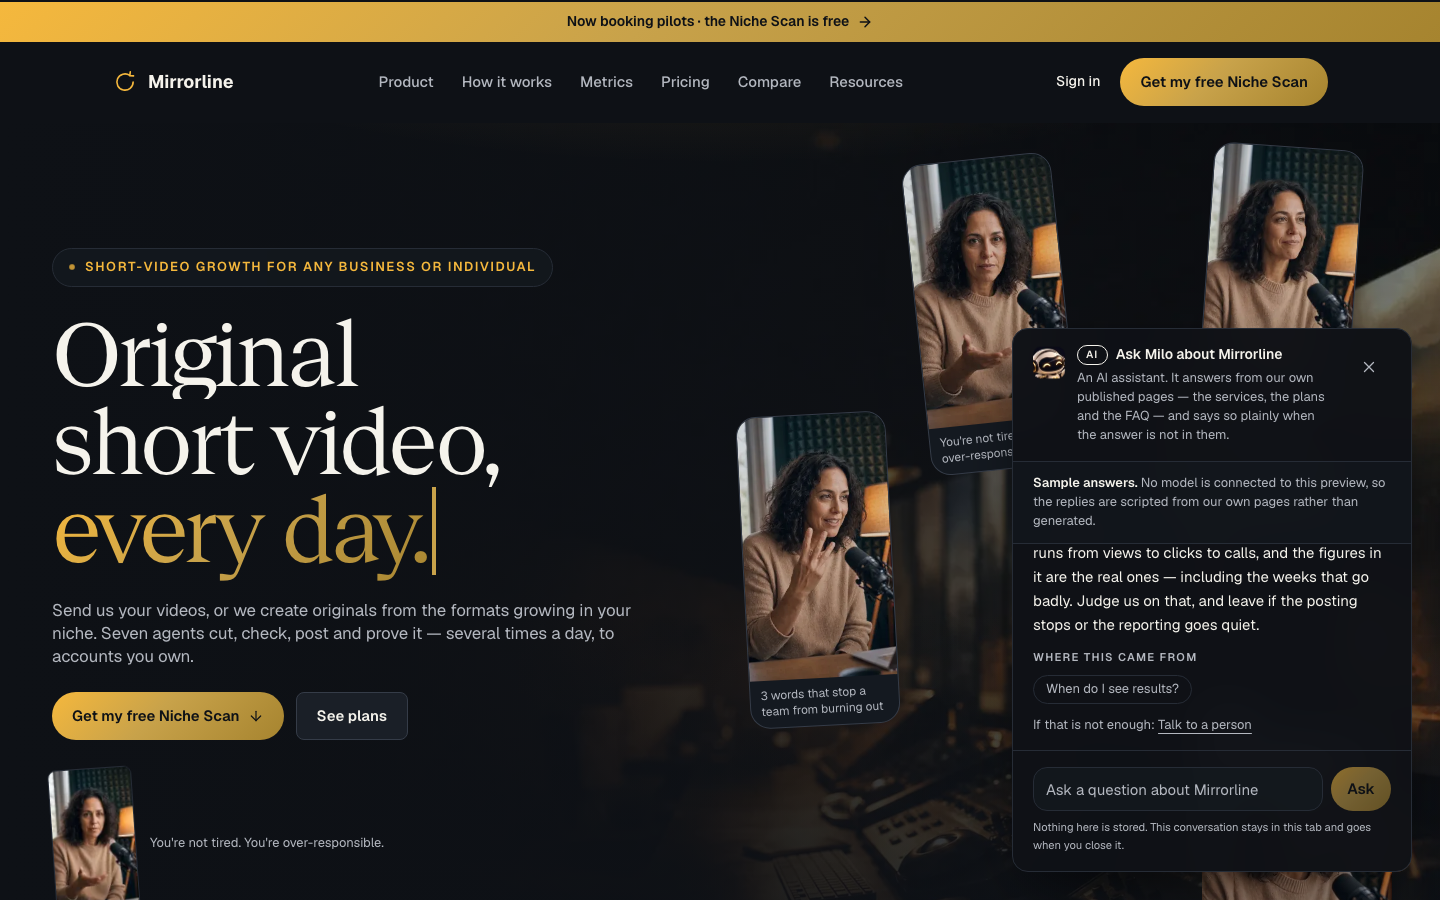 Now booking pilots · the Niche Scan is free →
Mirrorline
Product
How it works
Metrics
Pricing
Compare
Resources
Sign in
Get my free Niche Scan
SHORT-VIDEO GROWTH FOR ANY BUSINESS OR INDIVIDUAL
Original
short video,
every day.
Send us your videos, or we create originals from the formats growing in your
niche. Seven agents cut, check, post and prove it — several times a day, to
accounts you own.
Get my free Niche Scan ↓
See plans
You're not tired. You're over-responsible.
3 words that stop a
team from burning out
You're not tire
over-respons
AI
Ask Milo about Mirrorline
An AI assistant. It answers from our own
published pages — the services, the plans
and the FAQ — and says so plainly when
the answer is not in them.
Sample answers. No model is connected to this preview, so
the replies are scripted from our own pages rather than
generated.
runs from views to clicks to calls, and the figures in
it are the real ones — including the weeks that go
badly. Judge us on that, and leave if the posting
stops or the reporting goes quiet.
WHERE THIS CAME FROM
When do I see results?
If that is not enough: Talk to a person
Ask a question about Mirrorline
Ask
Nothing here is stored. This conversation stays in this tab and goes
when you close it.